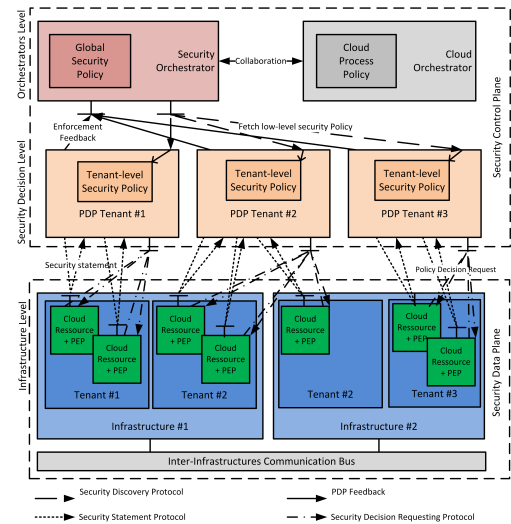 Orchestrators Level
Global
Security
Policy
Security
Orchestrator
Collaboration
Cloud
Process
Policy
Cloud
Orchestrator
Security Control Plane
Enforcement
Feedback
Fetch low-level security Policy
Security Decision Level
Tenant-level
Security Policy
PDP Tenant #1
Tenant-level
Security Policy
PDP Tenant #2
Tenant-level
Security Policy
PDP Tenant #3
Security statement
Policy Decision Request
Infrastructure Level
Cloud
Ressource
+ PEP
Cloud
Ressource
+ PEP
Tenant #1
Cloud
Ressource
+ PEP
Cloud
Ressource
+ PEP
Tenant #2
Infrastructure #1
Cloud
Ressource
+ PEP
Tenant #2
Cloud
Ressource
+ PEP
Cloud
Ressource
+ PEP
Tenant #3
Infrastructure #2
Security Data Plane
Inter-Infrastructures Communication Bus
Security Discovery Protocol
PDP Feedback
Security Statement Protocol
Security Decision Requesting Protocol